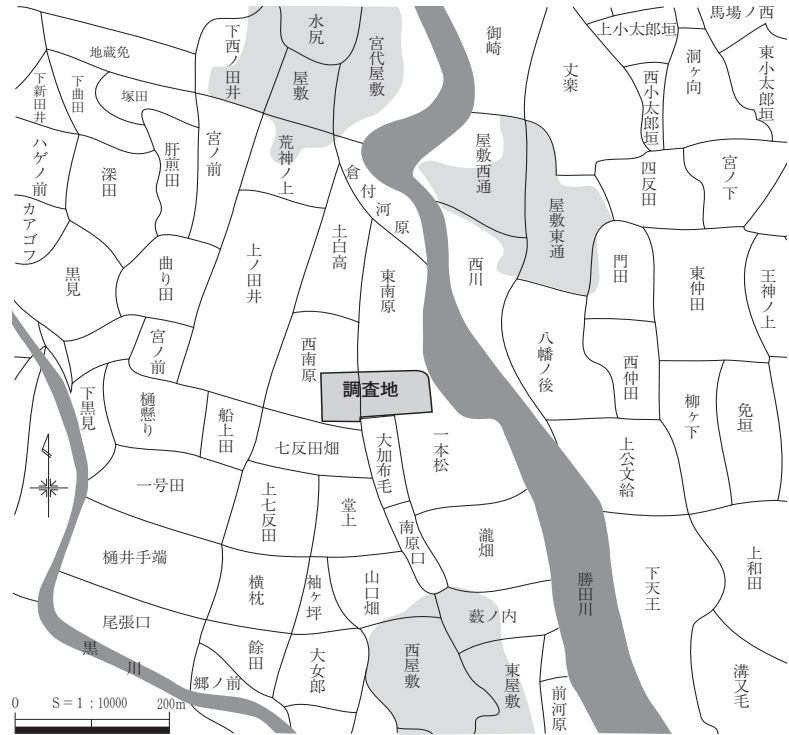 馬場ノ西
水尻
下西ノ田井
宮代屋敷
御崎
上小太郎垣
地蔵免
丈楽
洞ヶ向
東小太郎垣
屋敷
西小太郎垣
下新田井
下曲田
塚田
ハゲノ前
肝煎田
宮ノ前
荒神ノ上
屋敷西通
四反田
宮ノ下
深田
倉付河原
屋敷東通
カアゴフ
土白高
上ノ田井
西川
門田
東仲田
王神ノ上
黒見
曲り田
東南原
宮ノ前
西南原
八幡ノ後
西仲田
調査地
下黒見
樋懸り
船上田
柳ヶ下
免垣
七反田畑
大加布毛
一本松
上公文給
一号田
上七反田
堂上
南原口
瀧畑
樋井手端
横枕
袖ヶ坪
山口畑
勝田川
下天王
上和田
尾張口
薮ノ内
黒川
餘田
大女郎
西屋敷
東屋敷
郷ノ前
前河原
溝又毛
0 S=1:10000 200m